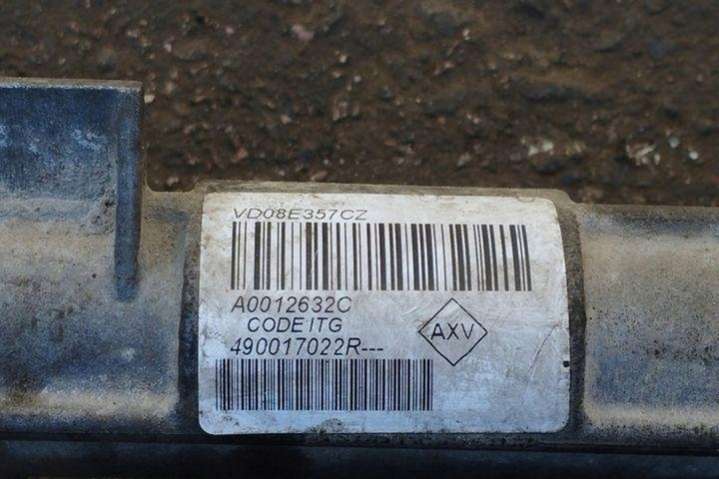 VD08E357CZ
A0012632C
CODE ITG
AXV
490017022R---